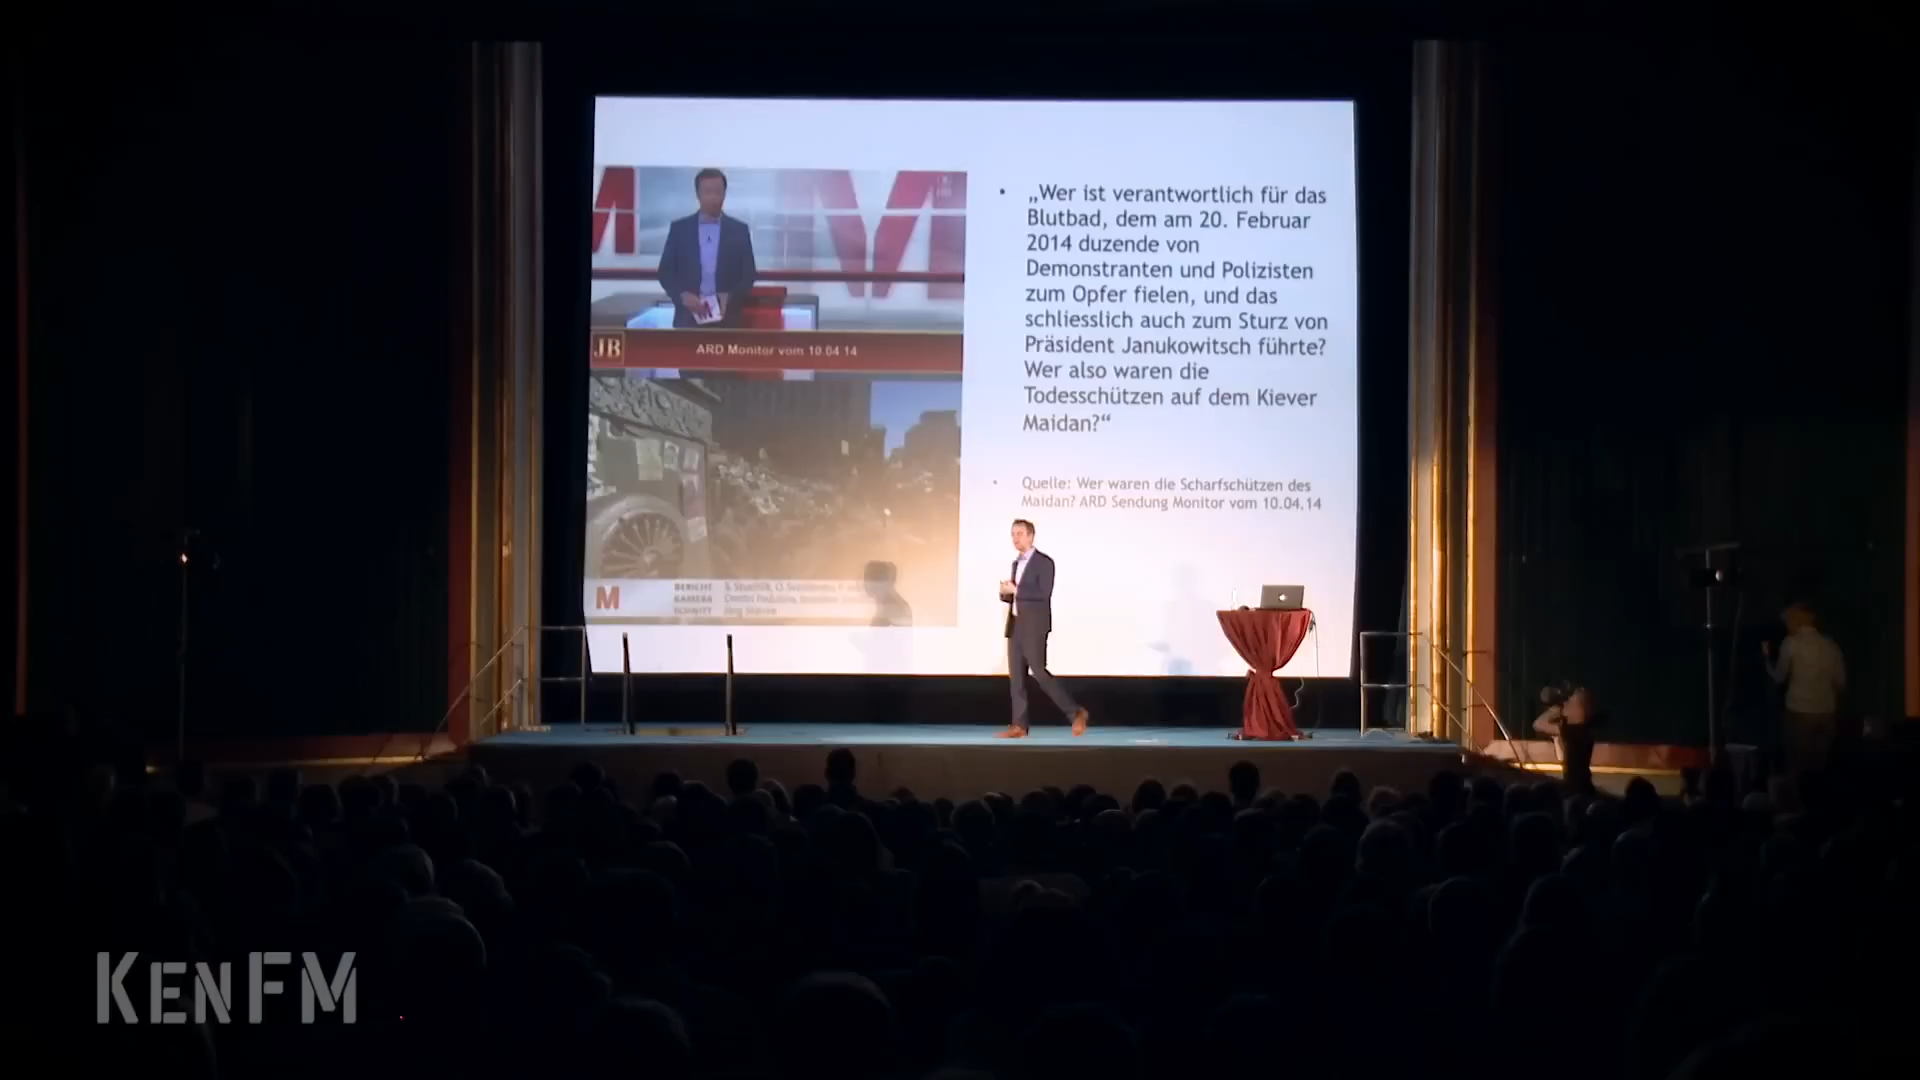 „Wer ist verantwortlich für das
Blutbad, dem am 20. Februar
2014 duzende von
Demonstranten und Polizisten
zum Opfer fielen, und das
schliesslich auch zum Sturz von
Präsident Janukowitsch führte?
Wer also waren die
Todesschützen auf dem Kiever
Maidan?“
Quelle: Wer waren die Scharfschützen des
Maidan? ARD Sendung Monitor vom 10.04.14
M
JB
ARD Monitor vom 10.04 14
M
BERICHT
KAMERA
SCHNITT
KENFM